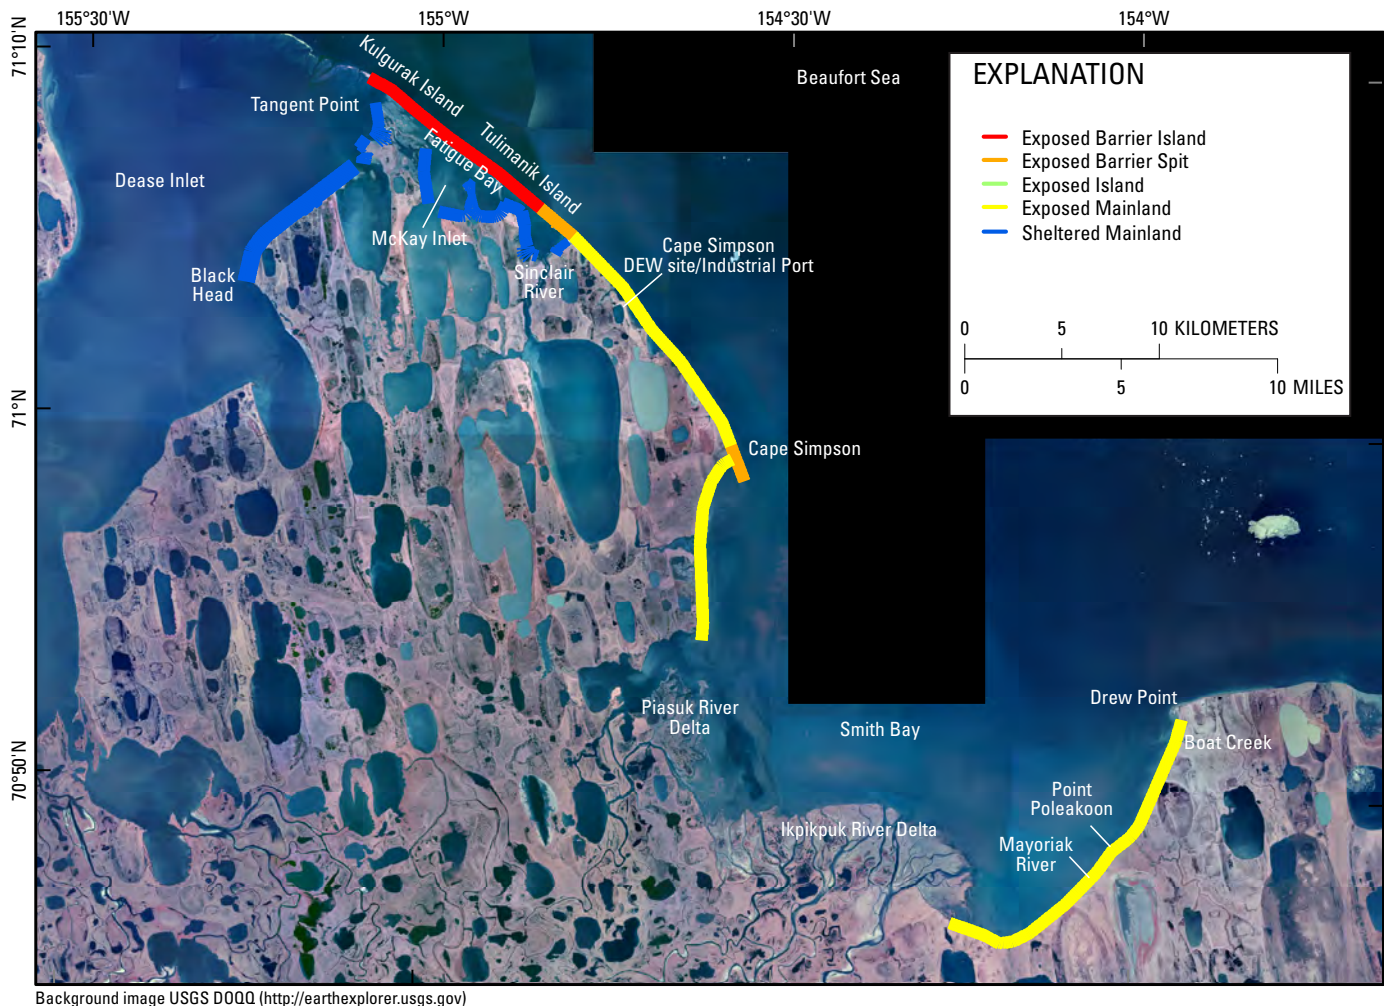 155°30'W
155°W
154°30'W
154°W
71°10'N
71°N
70°50'N
Kulgurak Island
Tangent Point
Tulimanik Island
Fatigue Bay
Beaufort Sea
Dease Inlet
McKay Inlet
Cape Simpson
DEW site/Industrial Port
Black
Head
Sinclair
River
Cape Simpson
Piasuk River
Delta
Smith Bay
Drew Point
Boat Creek
Point
Poleakoon
Ikpikpuk River Delta
Mayoriak
River
EXPLANATION
Exposed Barrier Island
Exposed Barrier Spit
Exposed Island
Exposed Mainland
Sheltered Mainland
0 5 10 KILOMETERS
0 5 10 MILES
Background image USGS DOQQ (http://earthexplorer.usgs.gov)